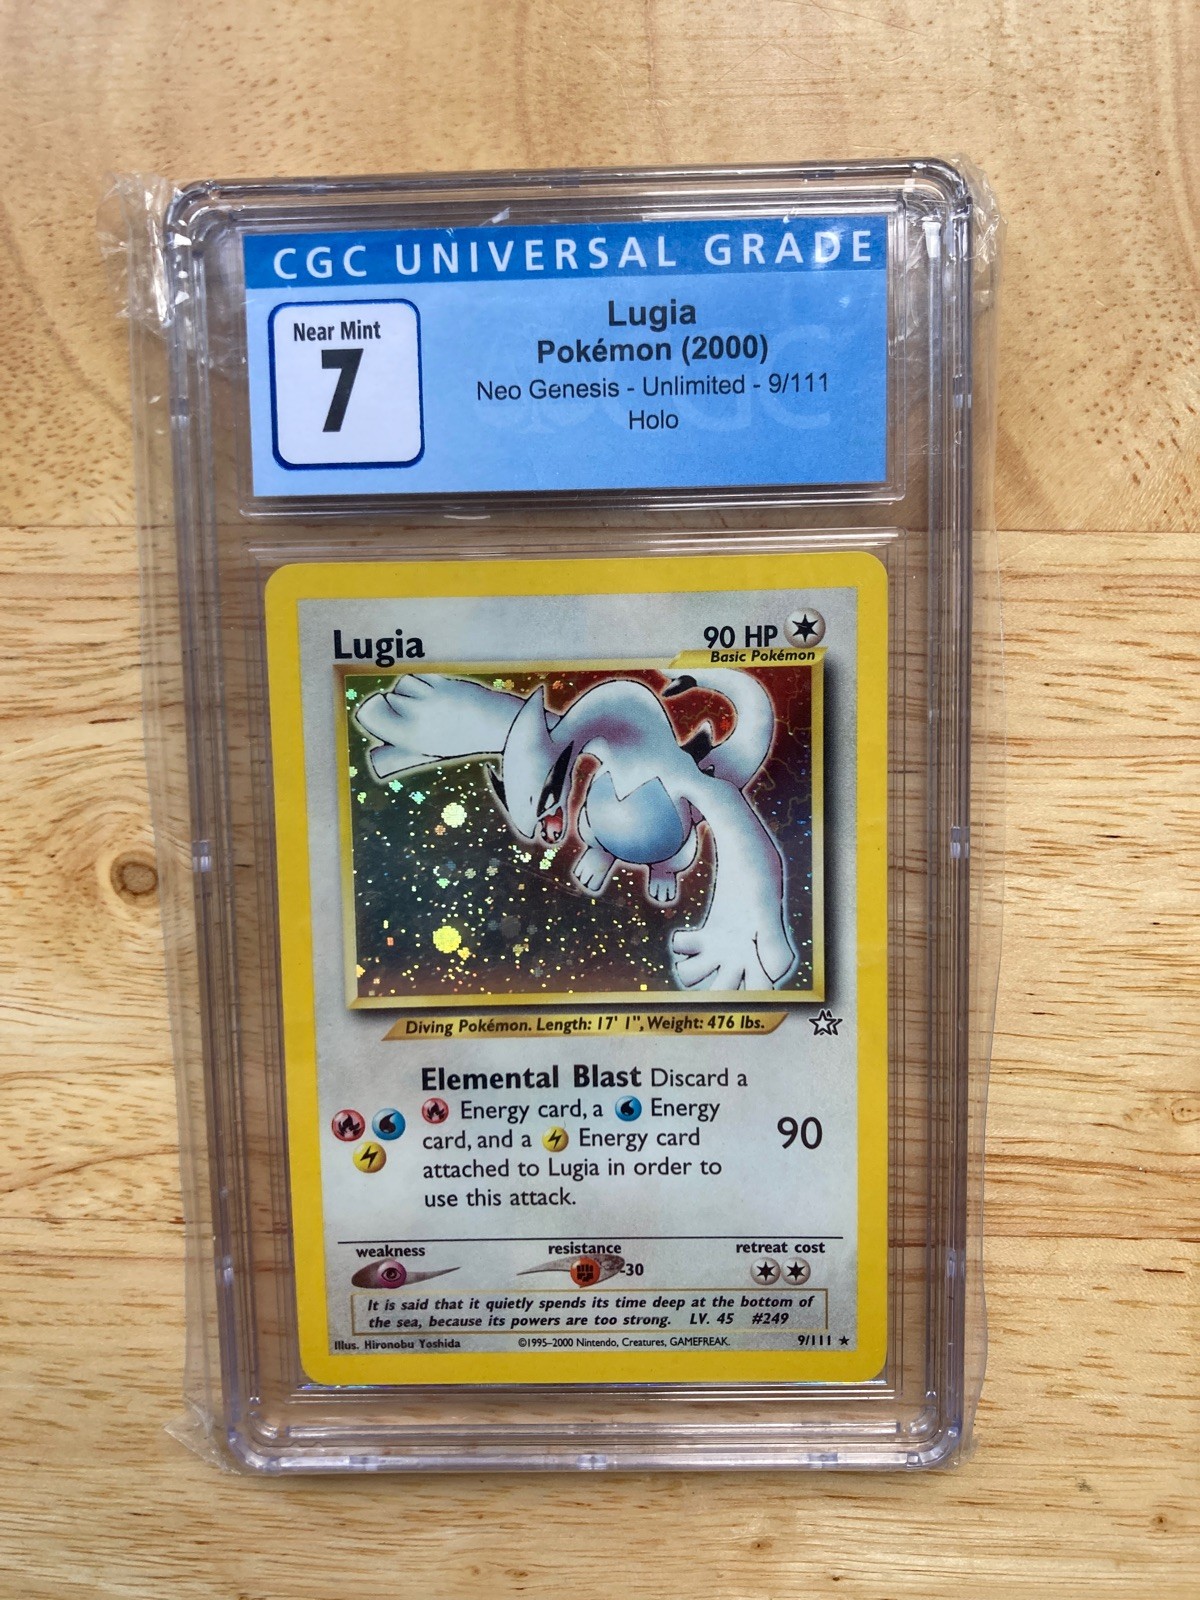 CGC UNIVERSAL GRADE
Near Mint
7
Lugia
Pokémon (2000)
Neo Genesis - Unlimited - 9/111
Holo
Lugia
90 HP
Basic Pokémon
Diving Pokémon. Length: 17' 1", Weight: 476 lbs.
Elemental Blast Discard a
Energy card, a Energy
card, and a Energy card
attached to Lugia in order to
use this attack.
90
weakness
resistance
-30
retreat cost
It is said that it quietly spends its time deep at the bottom of
the sea, because its powers are too strong. LV. 45 #249
Illus. Hironobu Yoshida
©1995–2000 Nintendo, Creatures, GAMEFREAK.
9/111 ★